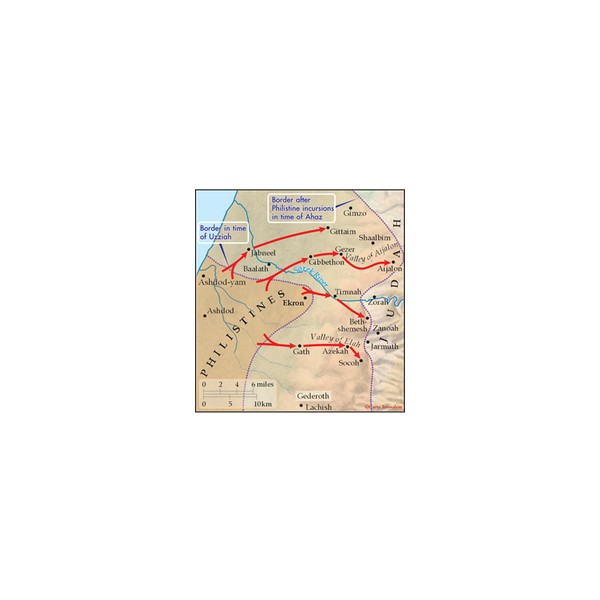 Border after
Philistine incursions
in time of Ahaz
Gimzo
Border in time
of Uzziah
Gittaim
Shaalbim
Jabneel
Gezer
Valley of Aijalon
Gibbethon
Baalath
Aijalon
Ashdod-yam
Sorek River
Timnah
Ekron
Zorah
Ashdod
Beth-
shemesh
Zanoah
PHILISTINES
JUDAH
Valley of Elah
Jarmuth
Gath
Azekah
Socoh
0 2 4 6 miles
0 5 10km
Gederoth
Lachish